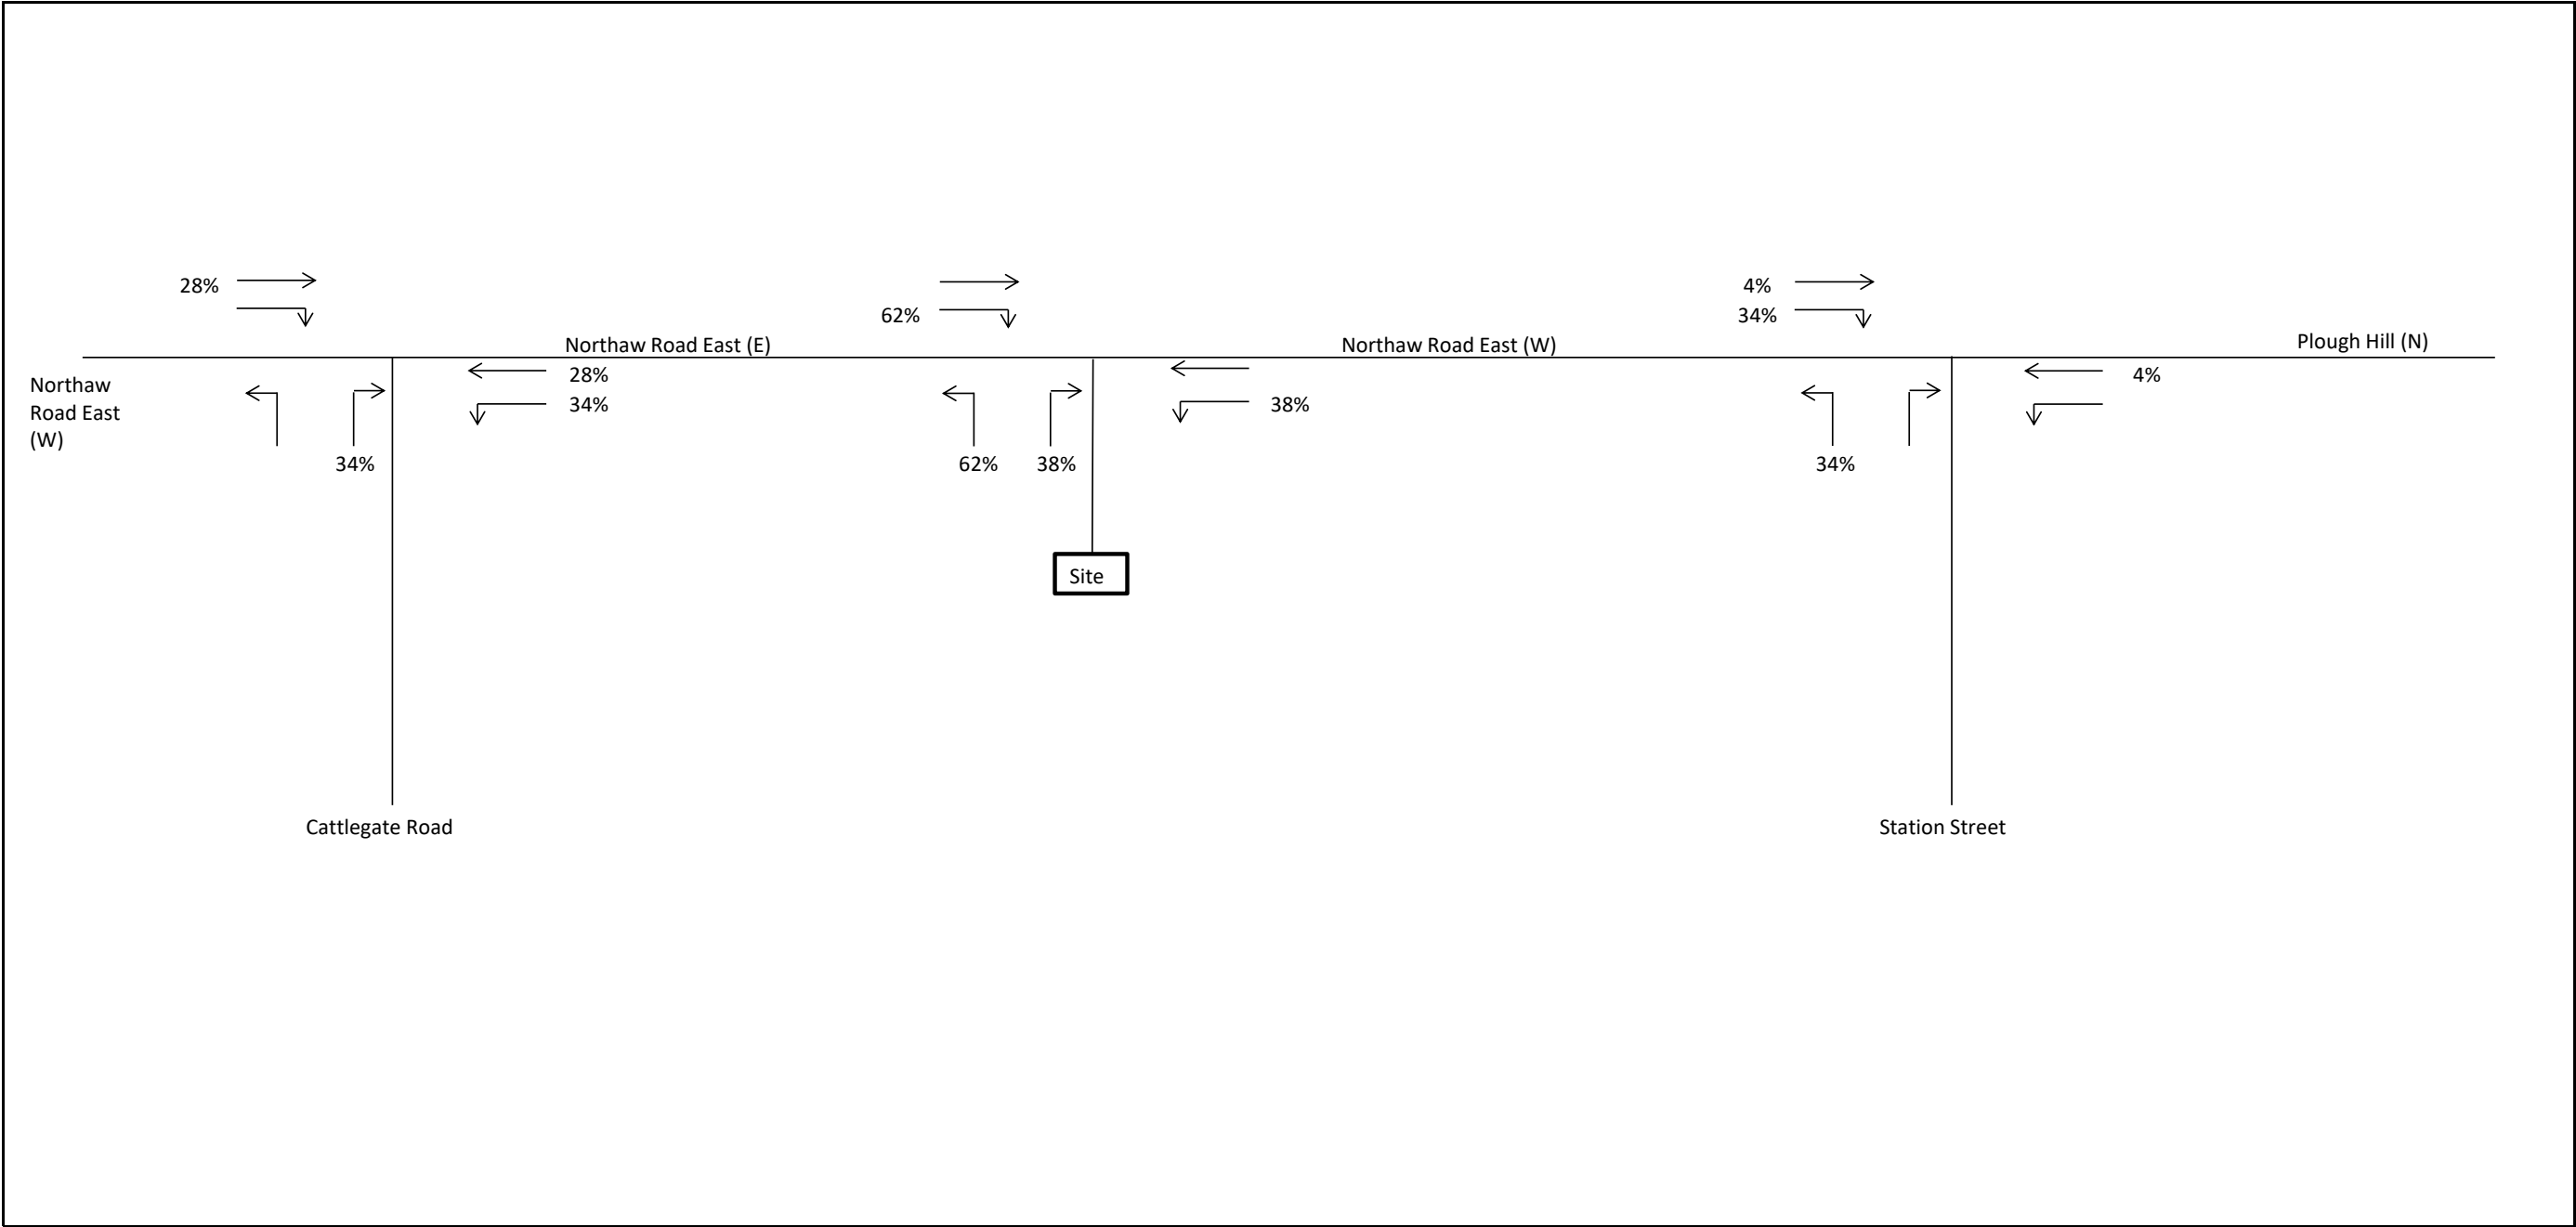 28%
62%
4%
34%
Northaw Road East (E)
Northaw Road East (W)
Plough Hill (N)
Northaw
Road East
(W)
28%
34%
38%
4%
34%
62%
38%
34%
Site
Cattlegate Road
Station Street